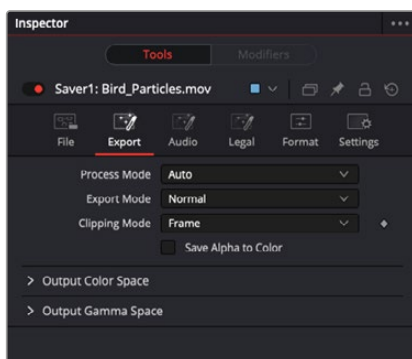 Inspector
Tools Modifiers
Saver1: Bird_Particles.mov
File Export Audio Legal Format Settings
Process Mode Auto
Export Mode Normal
Clipping Mode Frame
Save Alpha to Color
Output Color Space
Output Gamma Space